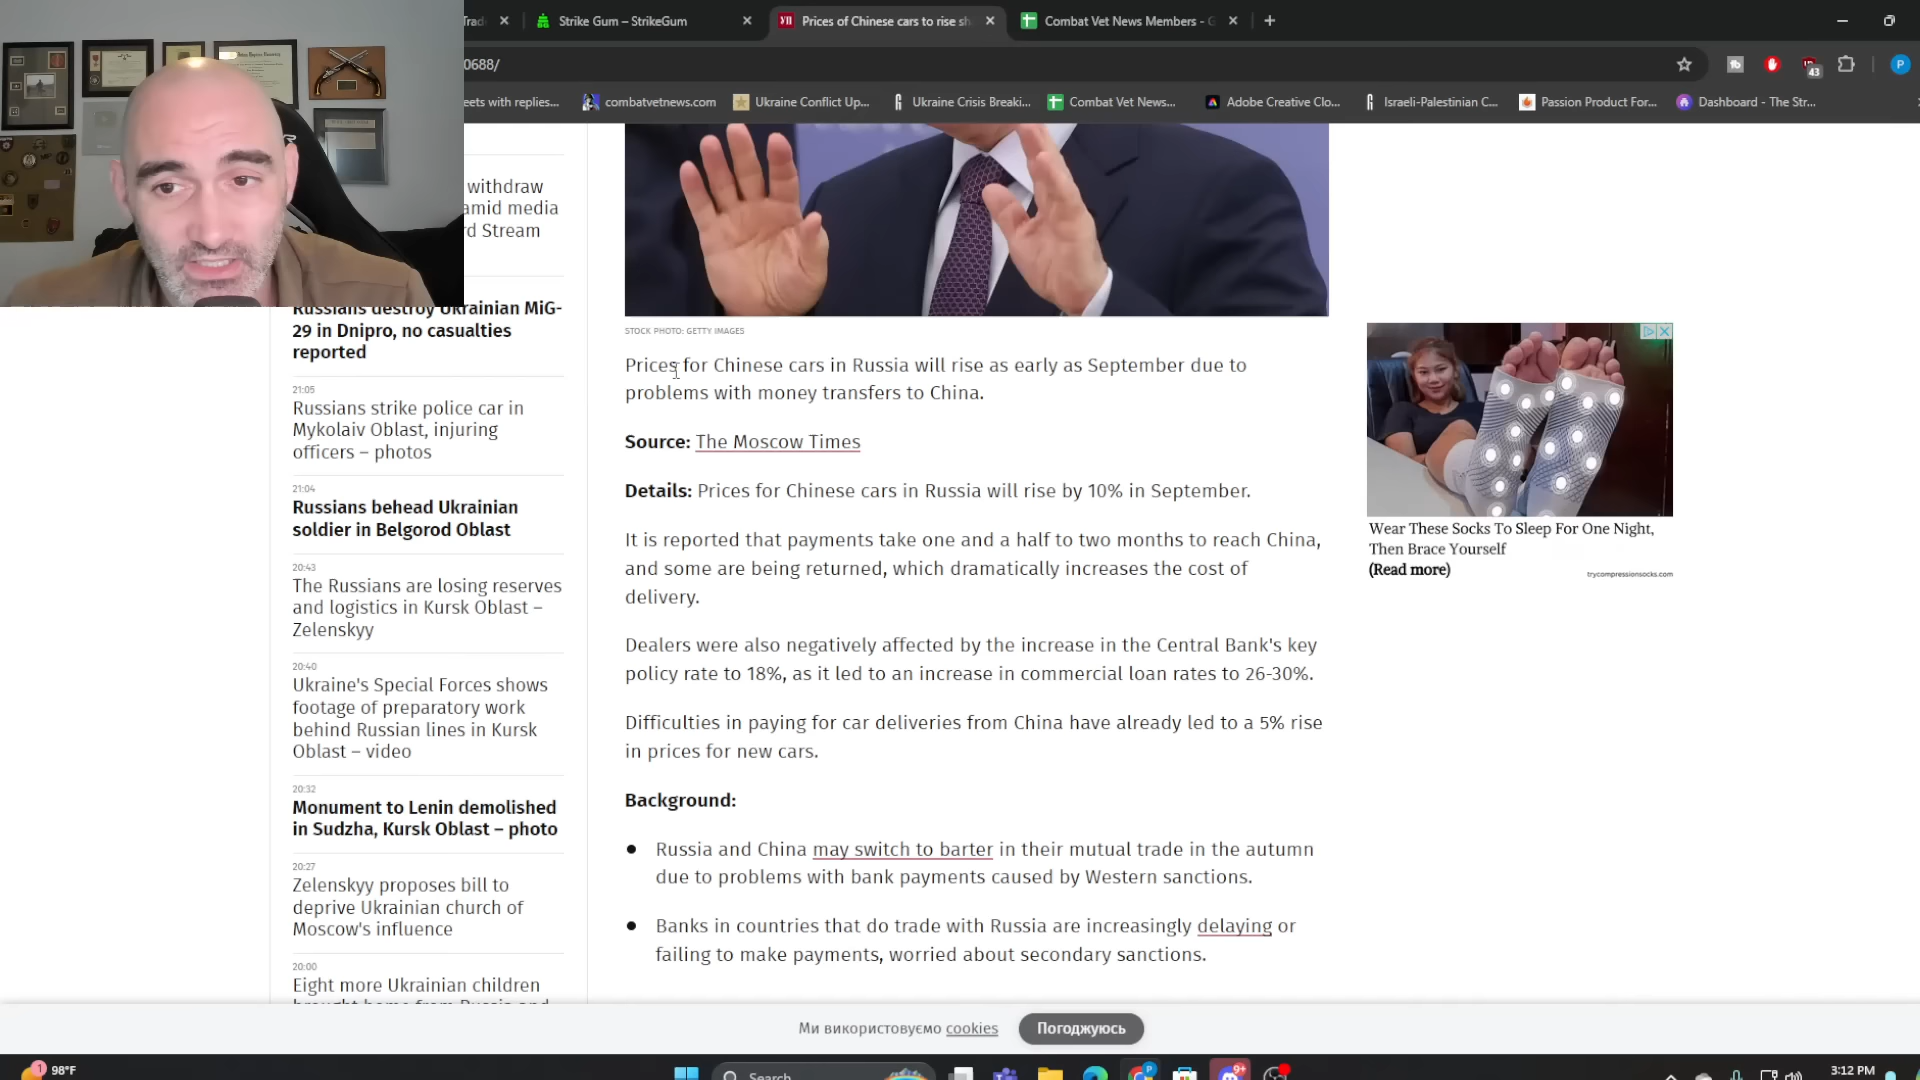 Trade
Strike Gum – StrikeGum
Prices of Chinese cars to rise sh
Combat Vet News Members - G
0688/
43
P
eets with replies...
combatvetnews.com
Ukraine Conflict Up...
Ukraine Crisis Breaki...
Combat Vet News...
Adobe Creative Clo...
Israeli-Palestinian C...
Passion Product For...
Dashboard - The Str...
withdraw
amid media
rd Stream
Russians destroy Ukrainian MiG-
29 in Dnipro, no casualties
reported
21:05
Russians strike police car in
Mykolaiv Oblast, injuring
officers – photos
21:04
Russians behead Ukrainian
soldier in Belgorod Oblast
20:43
The Russians are losing reserves
and logistics in Kursk Oblast –
Zelenskyy
20:40
Ukraine's Special Forces shows
footage of preparatory work
behind Russian lines in Kursk
Oblast – video
20:32
Monument to Lenin demolished
in Sudzha, Kursk Oblast – photo
20:27
Zelenskyy proposes bill to
deprive Ukrainian church of
Moscow's influence
20:00
Eight more Ukrainian children
brought home from Russia and
STOCK PHOTO: GETTY IMAGES
Prices for Chinese cars in Russia will rise as early as September due to
problems with money transfers to China.
Source: The Moscow Times
Details: Prices for Chinese cars in Russia will rise by 10% in September.
It is reported that payments take one and a half to two months to reach China,
and some are being returned, which dramatically increases the cost of
delivery.
Dealers were also negatively affected by the increase in the Central Bank's key
policy rate to 18%, as it led to an increase in commercial loan rates to 26-30%.
Difficulties in paying for car deliveries from China have already led to a 5% rise
in prices for new cars.
Background:
Russia and China may switch to barter in their mutual trade in the autumn
due to problems with bank payments caused by Western sanctions.
Banks in countries that do trade with Russia are increasingly delaying or
failing to make payments, worried about secondary sanctions.
Wear These Socks To Sleep For One Night,
Then Brace Yourself
(Read more)
trycompressionsocks.com
Ми використовуємо cookies
Погоджуюсь
1
98°F
Search
9+
3:12 PM